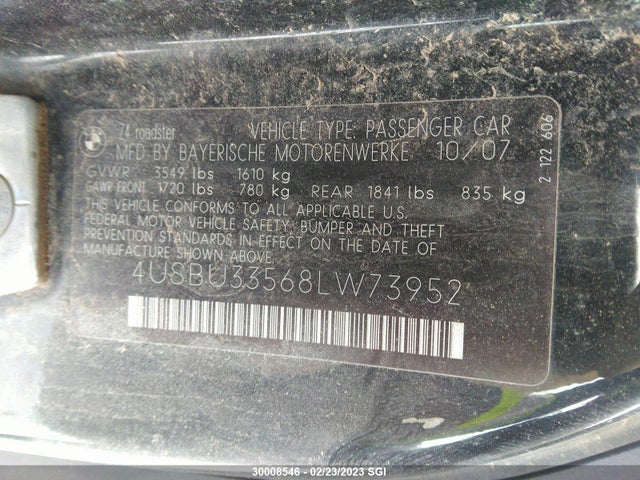 BMW
Z4 roadster VEHICLE TYPE: PASSENGER CAR
MFD BY BAYERISCHE MOTORENWERKE 10/07
GVWR 3549 lbs 1610 kg
GAWR FRONT 1720 lbs 780 kg REAR 1841 lbs 835 kg
THIS VEHICLE CONFORMS TO ALL APPLICABLE U.S.
FEDERAL MOTOR VEHICLE SAFETY, BUMPER AND THEFT
PREVENTION STANDARDS IN EFFECT ON THE DATE OF
MANUFACTURE SHOWN ABOVE.
4USBU33568LW73952
2 122 606
30008546 - 02/23/2023 SGI